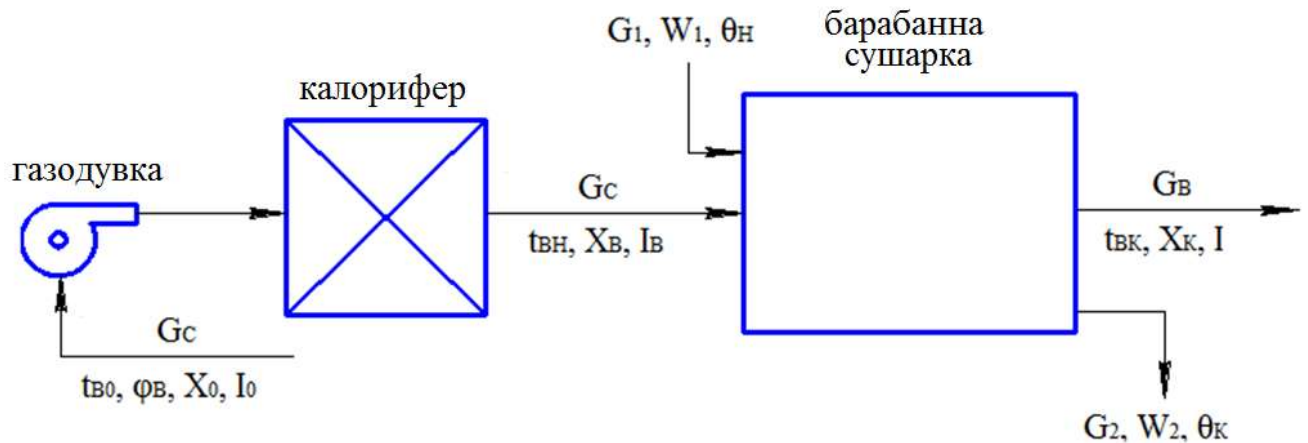 G₁, W₁, θн
барабанна
сушарка
калорифер
газодувка
Gс
tвн, Xв, Iв
Gв
tвк, Xк, I
Gс
tв0, φв, X₀, I₀
G₂, W₂, θк